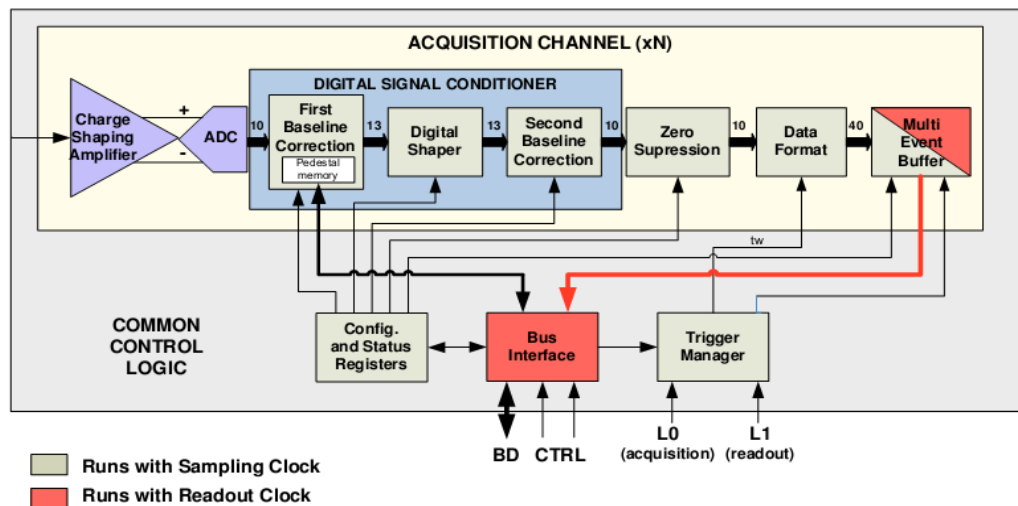 ACQUISITION CHANNEL (xN)
DIGITAL SIGNAL CONDITIONER
Charge
Shaping
Amplifier
+
-
ADC
10
First
Baseline
Correction
Pedestal
memory
13
Digital
Shaper
13
Second
Baseline
Correction
10
Zero
Supression
10
Data
Format
40
Multi
Event
Buffer
tw
COMMON
CONTROL
LOGIC
Config.
and Status
Registers
Bus
Interface
Trigger
Manager
BD
CTRL
L0
(acquisition)
L1
(readout)
Runs with Sampling Clock
Runs with Readout Clock